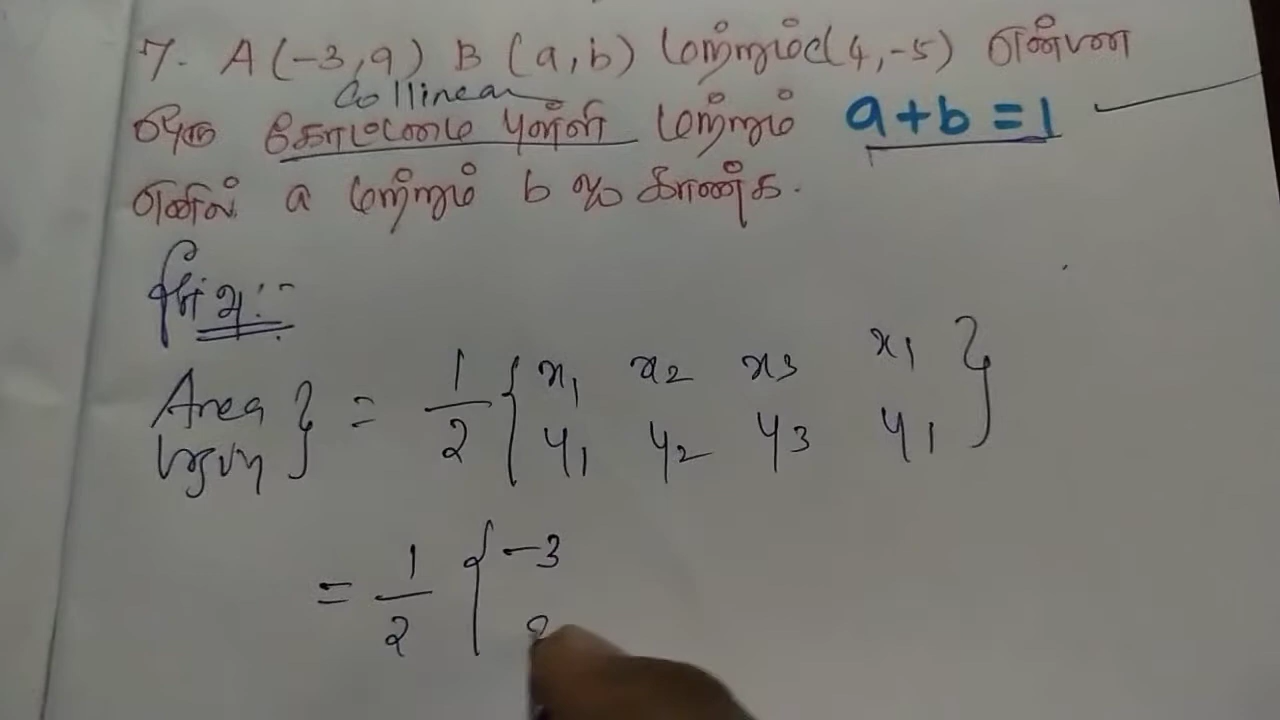 7. A(-3,9) B (a,b) மற்றும் C(4,-5) என்பன
Collinear
ஒரு கோடமை புள்ளி மற்றும் a+b=1
எனில் a மற்றும் b ஐ காண்க.
தீர்வு:-
Area } = 1/2 { x1 x2 x3 x1 }
பரப்பு y1 y2 y3 y1
= 1/2 { -3